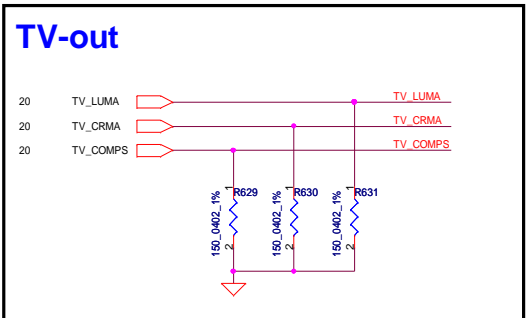 TV-out
20 TV_LUMA TV_LUMA
20 TV_CRMA TV_CRMA
20 TV_COMPS TV_COMPS
1 R629 1 R630 1 R631
150_0402_1% 150_0402_1% 150_0402_1%
2 2 2